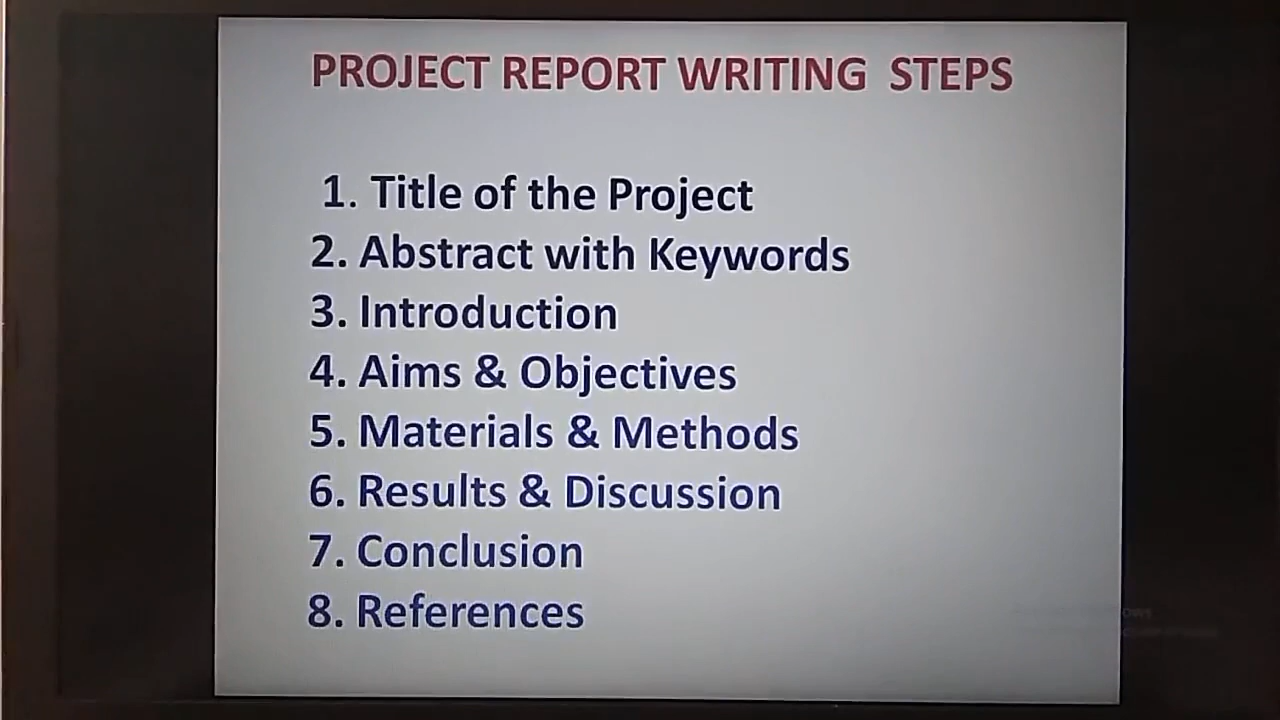 PROJECT REPORT WRITING STEPS
1. Title of the Project
2. Abstract with Keywords
3. Introduction
4. Aims & Objectives
5. Materials & Methods
6. Results & Discussion
7. Conclusion
8. References